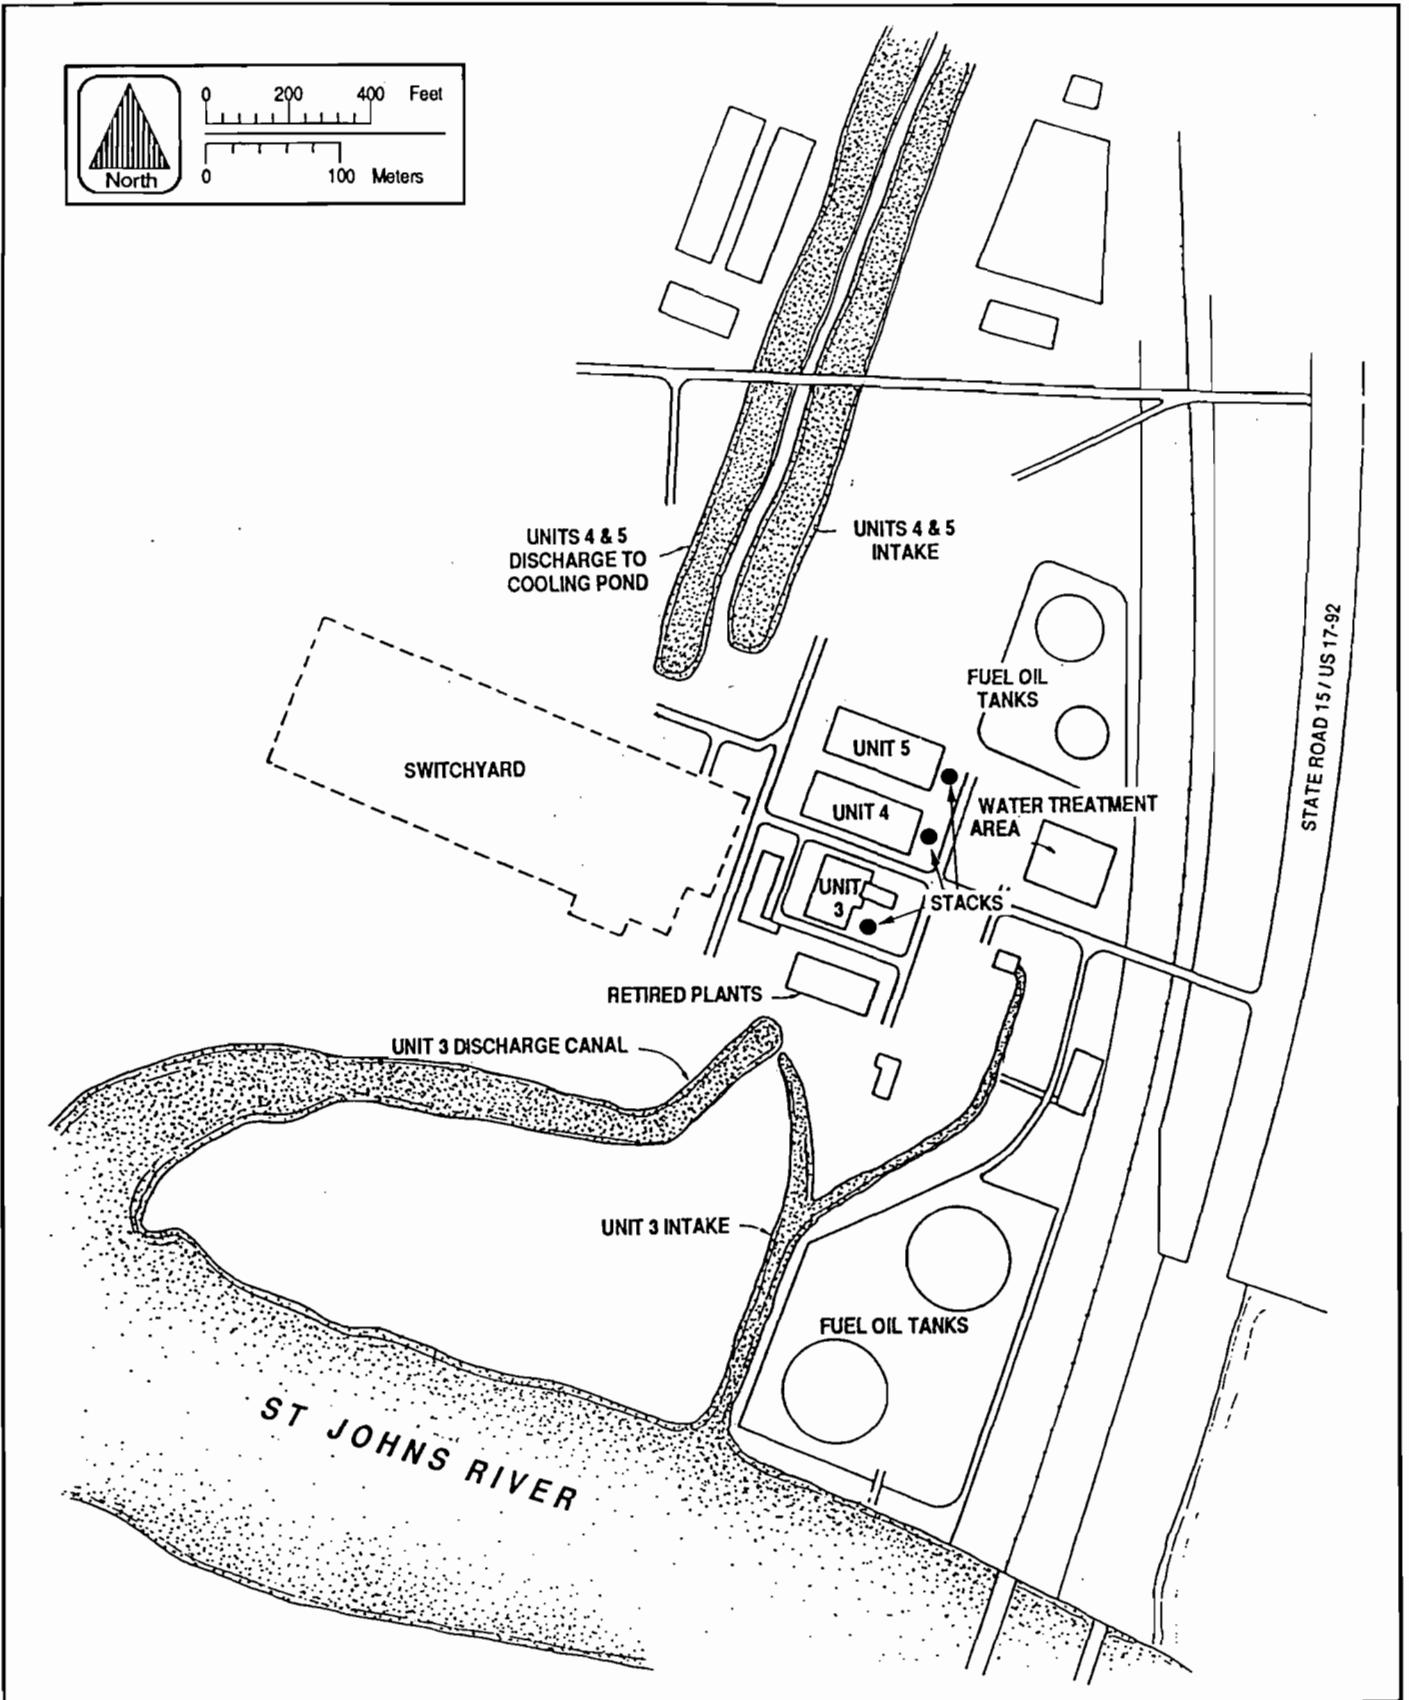 0 200 400 Feet
North
0 100 Meters
UNITS 4 & 5
DISCHARGE TO
COOLING POND
UNITS 4 & 5
INTAKE
STATE ROAD 15 / US 17-92
FUEL OIL
TANKS
UNIT 5
SWITCHYARD
UNIT 4
WATER TREATMENT
AREA
UNIT
3
STACKS
RETIRED PLANTS
UNIT 3 DISCHARGE CANAL
UNIT 3 INTAKE
FUEL OIL TANKS
ST JOHNS RIVER